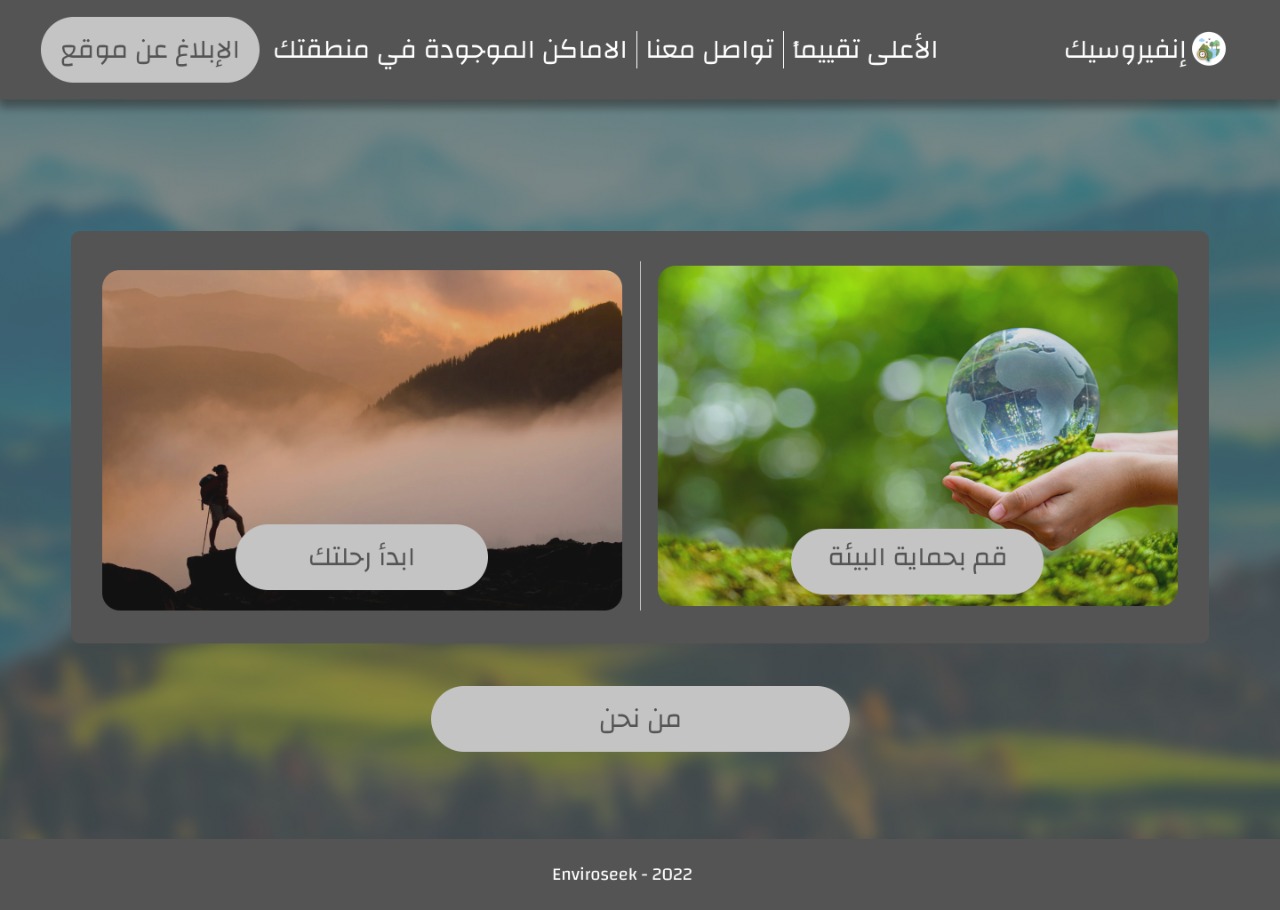 إنفيروسيك
الأعلى تقييماً
تواصل معنا
الاماكن الموجودة في منطقتك
الإبلاغ عن موقع
قم بحماية البيئة
ابدأ رحلتك
من نحن
Enviroseek - 2022